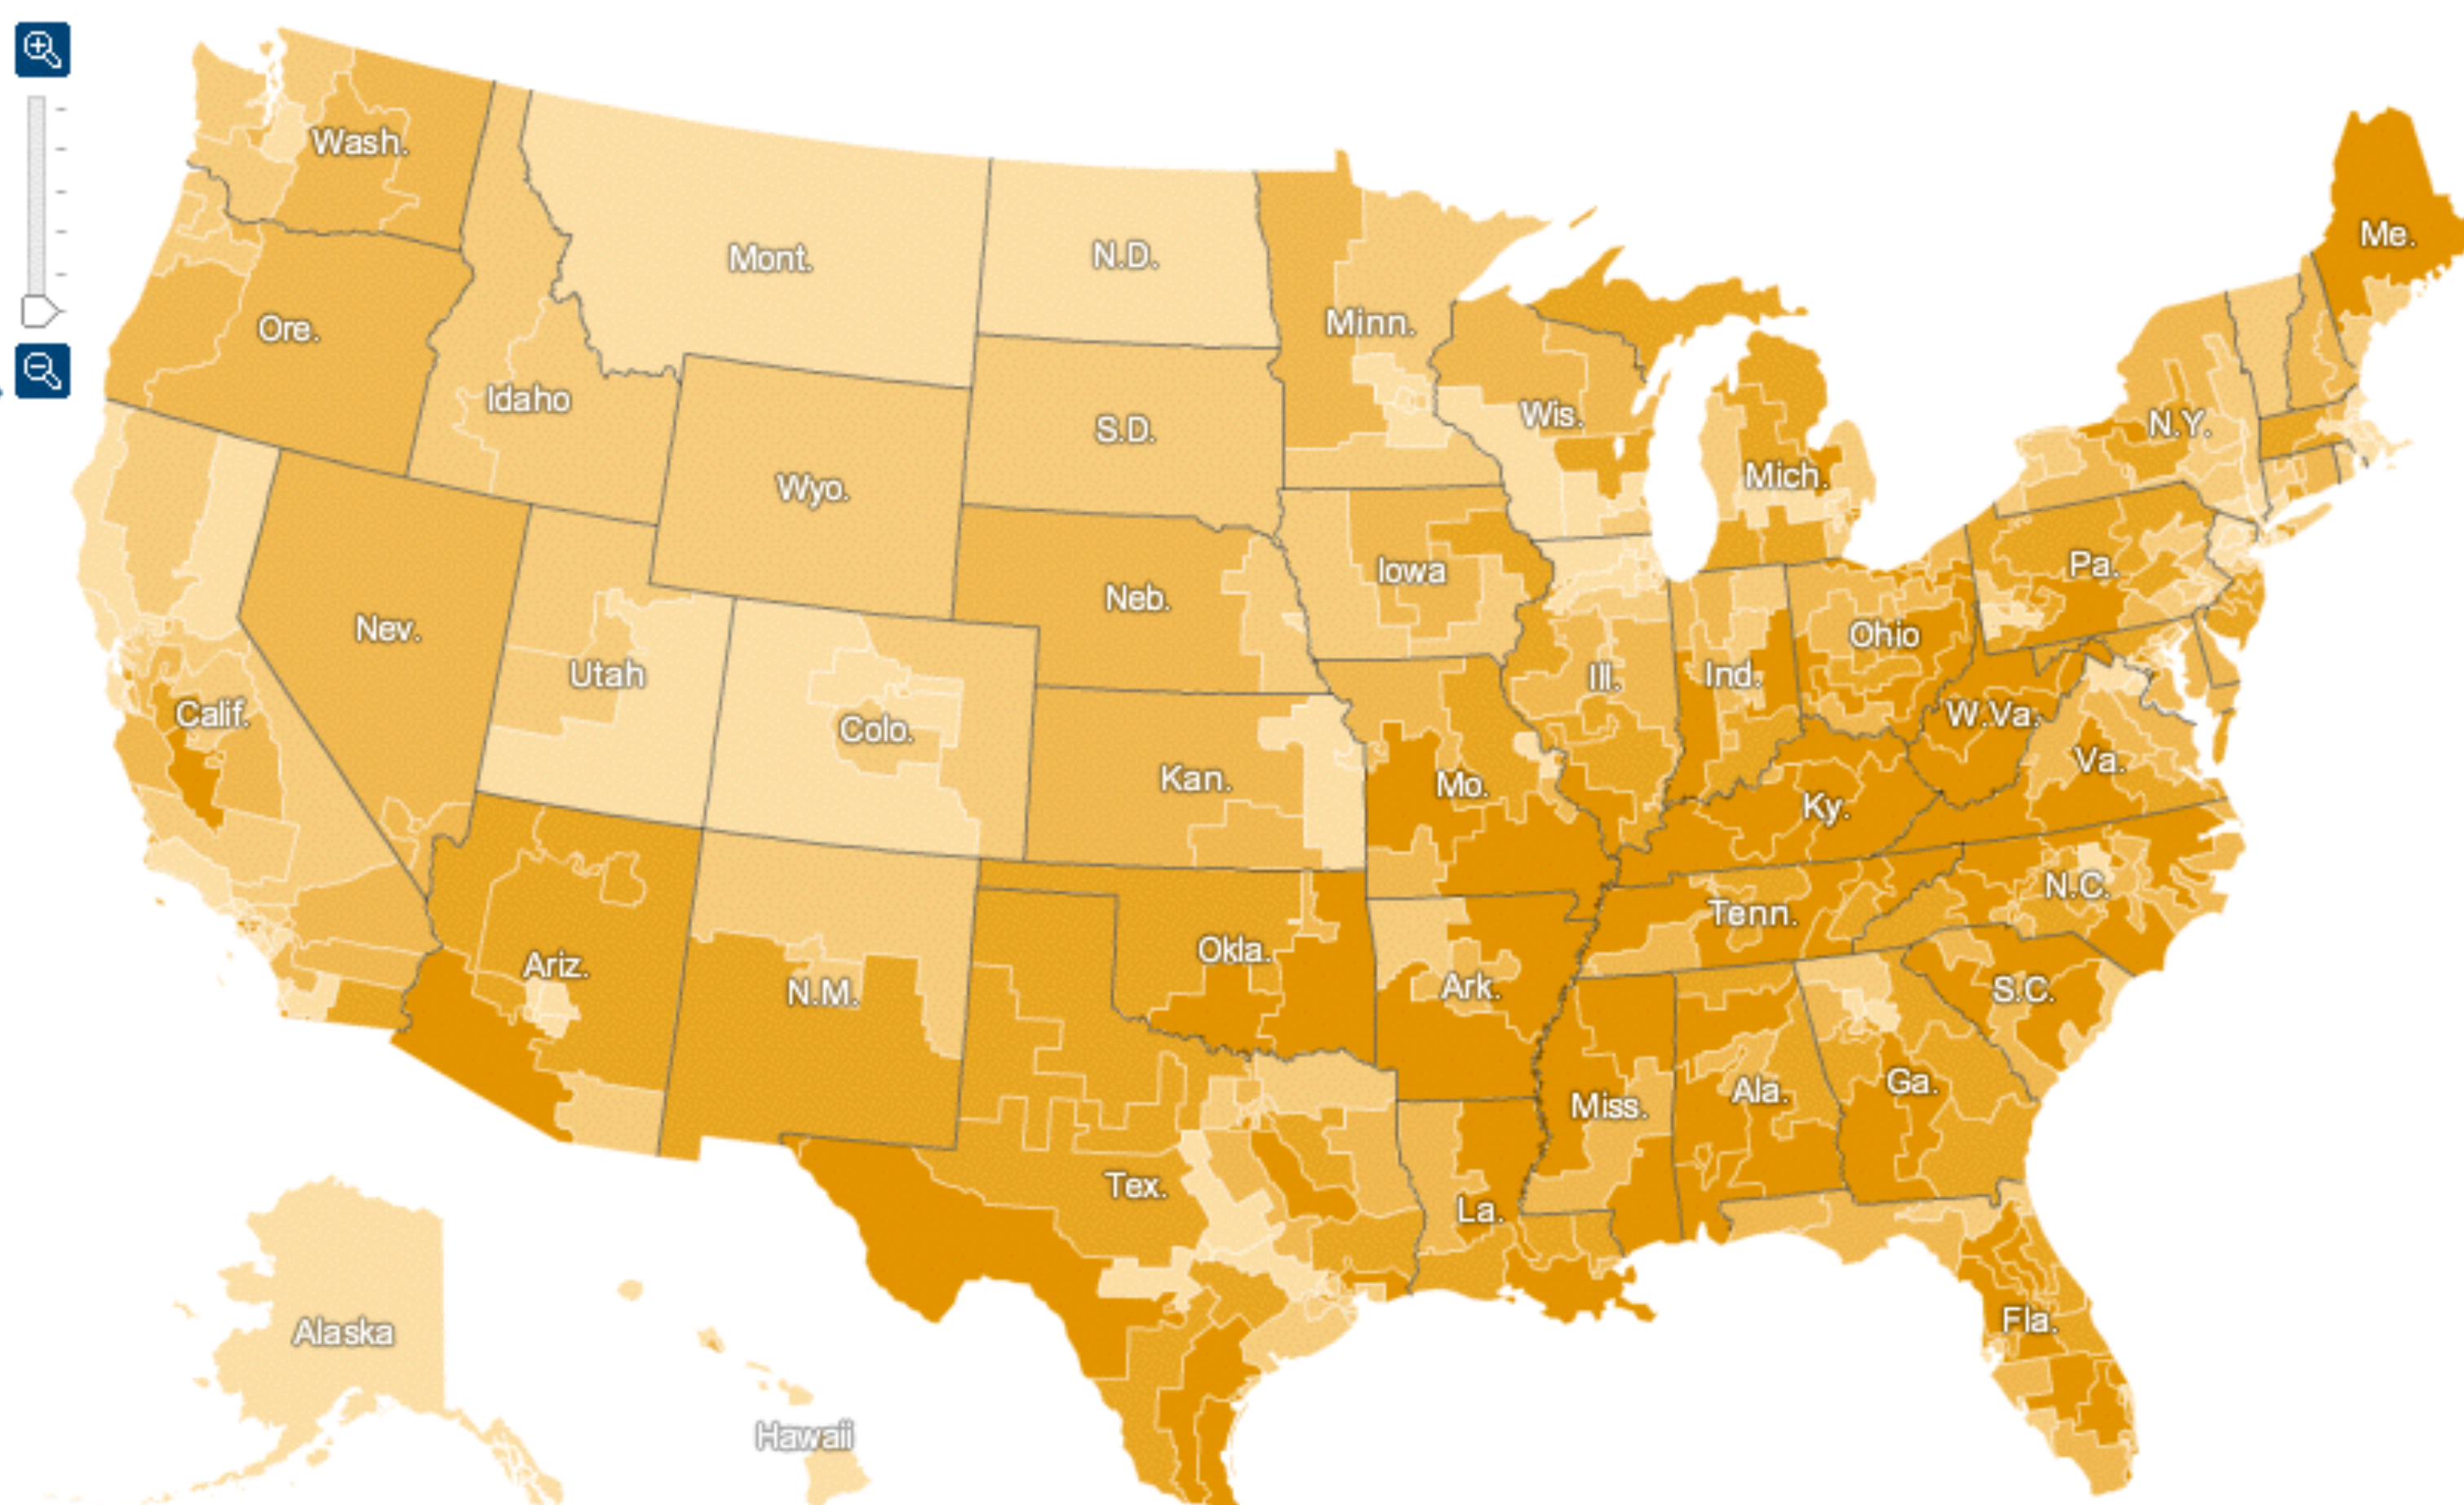 Wash.
Me.
Mont.
N.D.
Ore.
Minn.
Idaho
S.D.
Wis.
N.Y.
Mich.
Wyo.
Iowa
Pa.
Neb.
Nev.
Ohio
Utah
Ill.
Ind.
Calif.
Colo.
W.Va.
Kan.
Mo.
Va.
Ky.
N.C.
Tenn.
Okla.
Ariz.
N.M.
Ark.
S.C.
Miss.
Ala.
Ga.
Tex.
La.
Fla.
Alaska
Hawaii